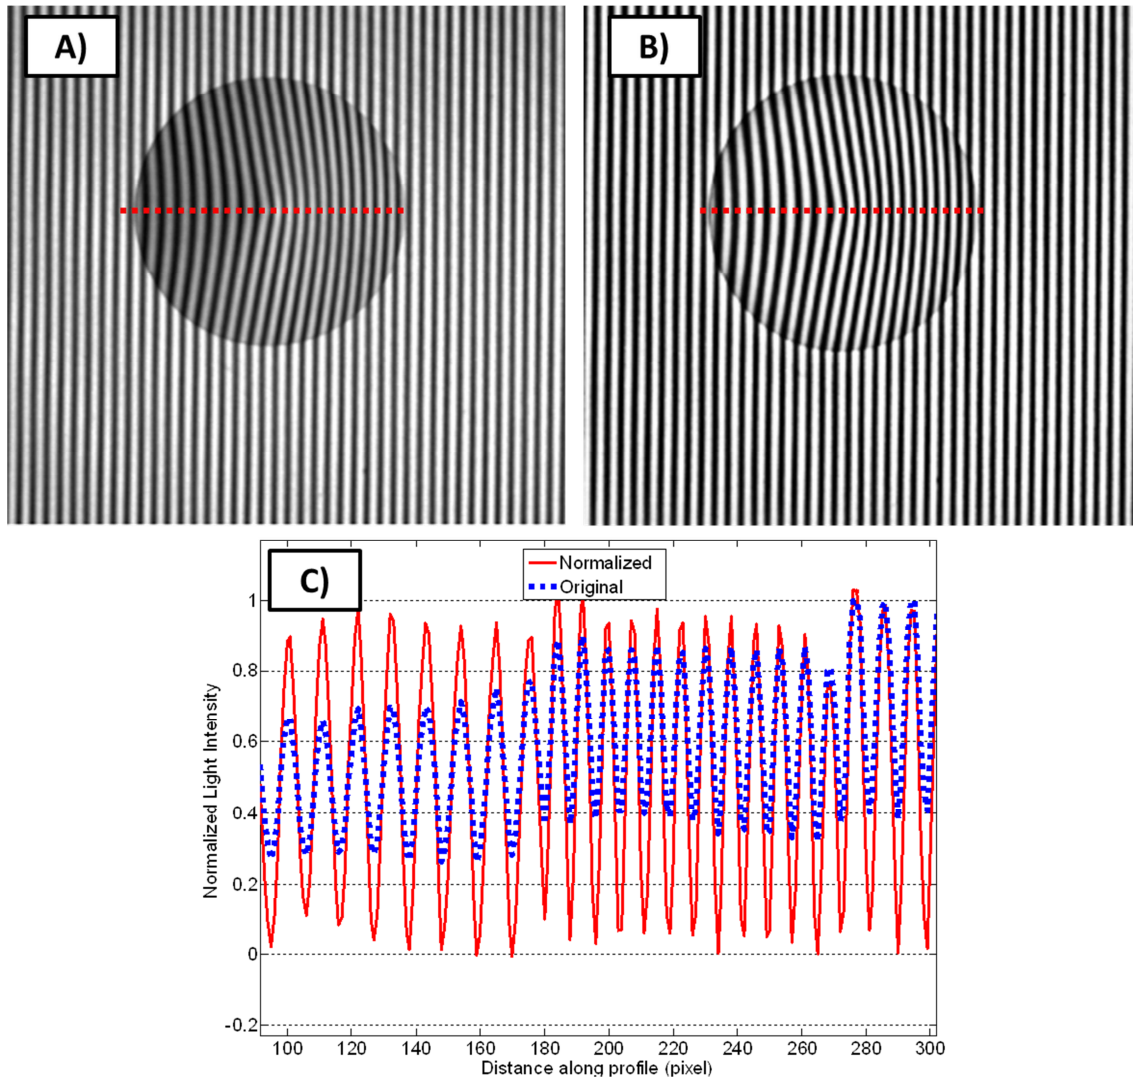 A)
B)
C)
Normalized
Original
Normalized Light Intensity
1
0.8
0.6
0.4
0.2
0
-0.2
100 120 140 160 180 200 220 240 260 280 300
Distance along profile (pixel)